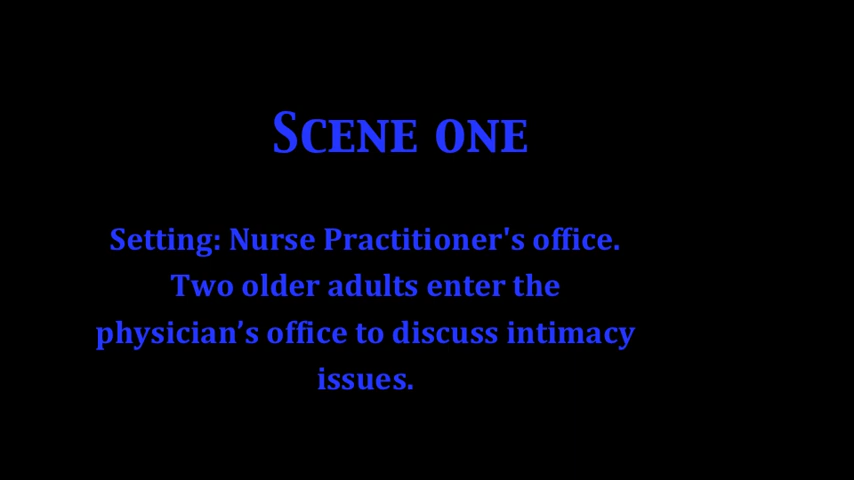 Scene one
Setting: Nurse Practitioner's office.
Two older adults enter the
physician’s office to discuss intimacy
issues.